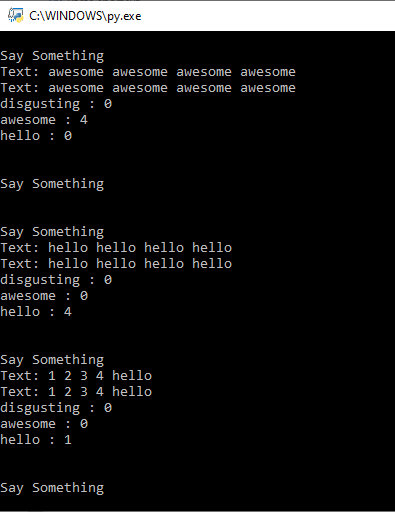 C:\WINDOWS\py.exe
Say Something
Text: awesome awesome awesome awesome
Text: awesome awesome awesome awesome
disgusting : 0
awesome : 4
hello : 0
Say Something
Say Something
Text: hello hello hello hello
Text: hello hello hello hello
disgusting : 0
awesome : 0
hello : 4
Say Something
Text: 1 2 3 4 hello
Text: 1 2 3 4 hello
disgusting : 0
awesome : 0
hello : 1
Say Something